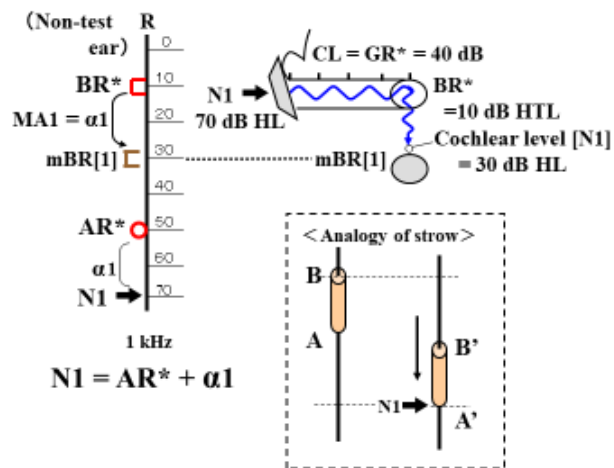 (Non-test ear)
R
0
10
20
30
40
50
60
70
BR*
MA1 = α1
mBR[1]
AR*
α1
N1
1 kHz
N1 = AR* + α1
CL = GR* = 40 dB
N1
70 dB HL
BR*
=10 dB HTL
Cochlear level [N1]
= 30 dB HL
mBR[1]
＜Analogy of strow＞
B
A
B’
N1
A’